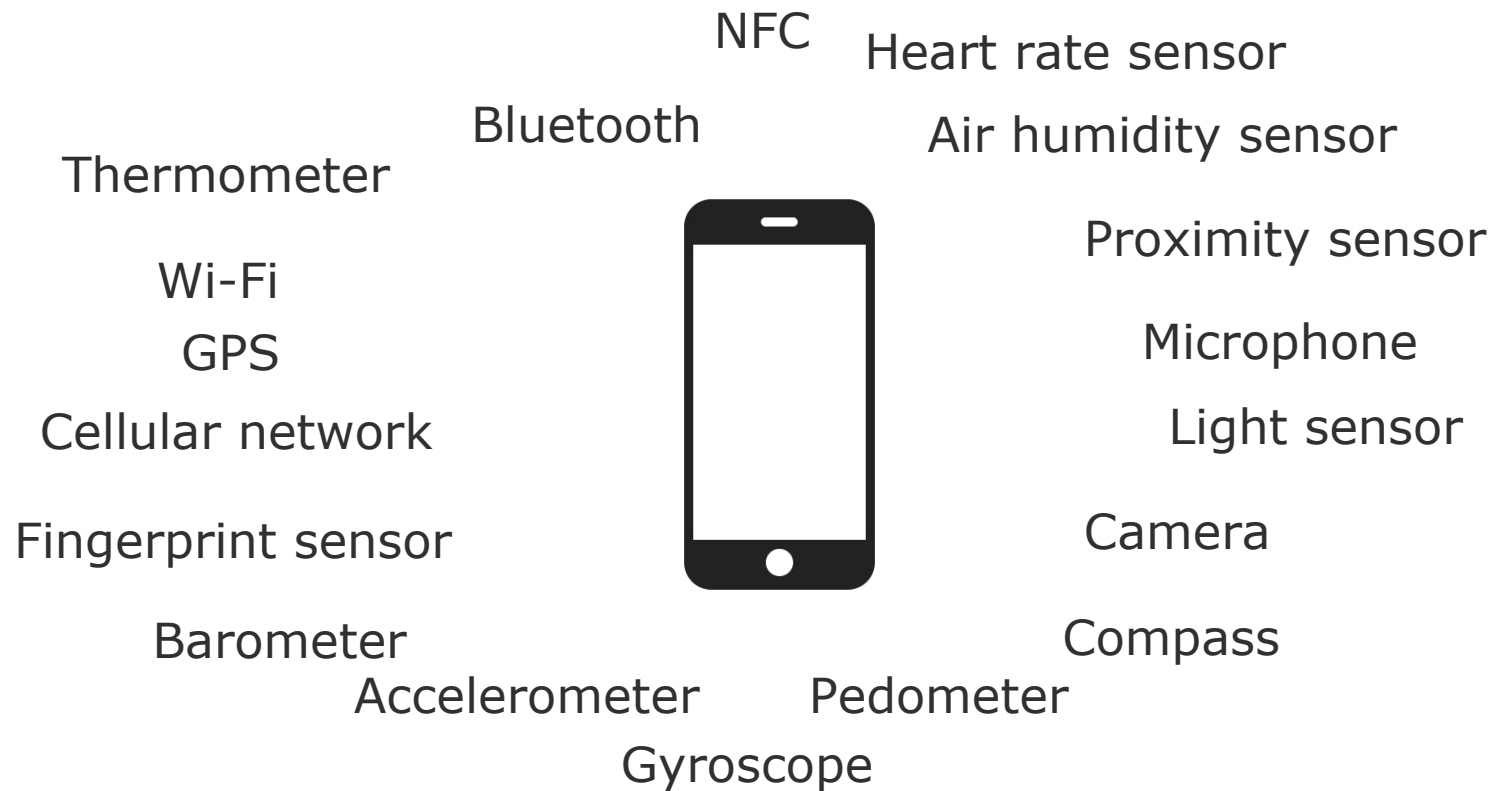 NFC
Heart rate sensor
Bluetooth
Air humidity sensor
Thermometer
Proximity sensor
Wi-Fi
GPS
Microphone
Cellular network
Light sensor
Fingerprint sensor
Camera
Barometer
Compass
Accelerometer
Pedometer
Gyroscope